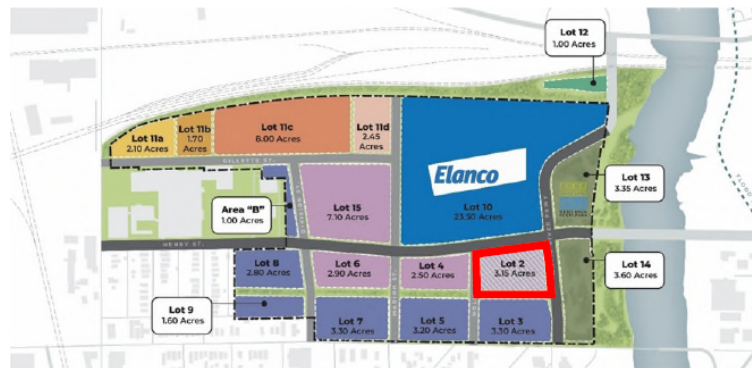 Lot 12
1.00 Acres
Lot 11a
2.10 Acres
Lot 11b
1.70
Acres
Lot 11c
6.00 Acres
Lot 11d
2.45
Acres
GILLETTE ST.
Elanco
Lot 10
23.50 Acres
Lot 13
3.35 Acres
Area "B"
1.00 Acres
Lot 15
7.10 Acres
HENRY ST.
Lot 8
2.80 Acres
Lot 6
2.90 Acres
Lot 4
2.50 Acres
Lot 2
3.15 Acres
Lot 14
3.60 Acres
Lot 9
1.60 Acres
Lot 7
3.30 Acres
Lot 5
3.20 Acres
Lot 3
3.30 Acres